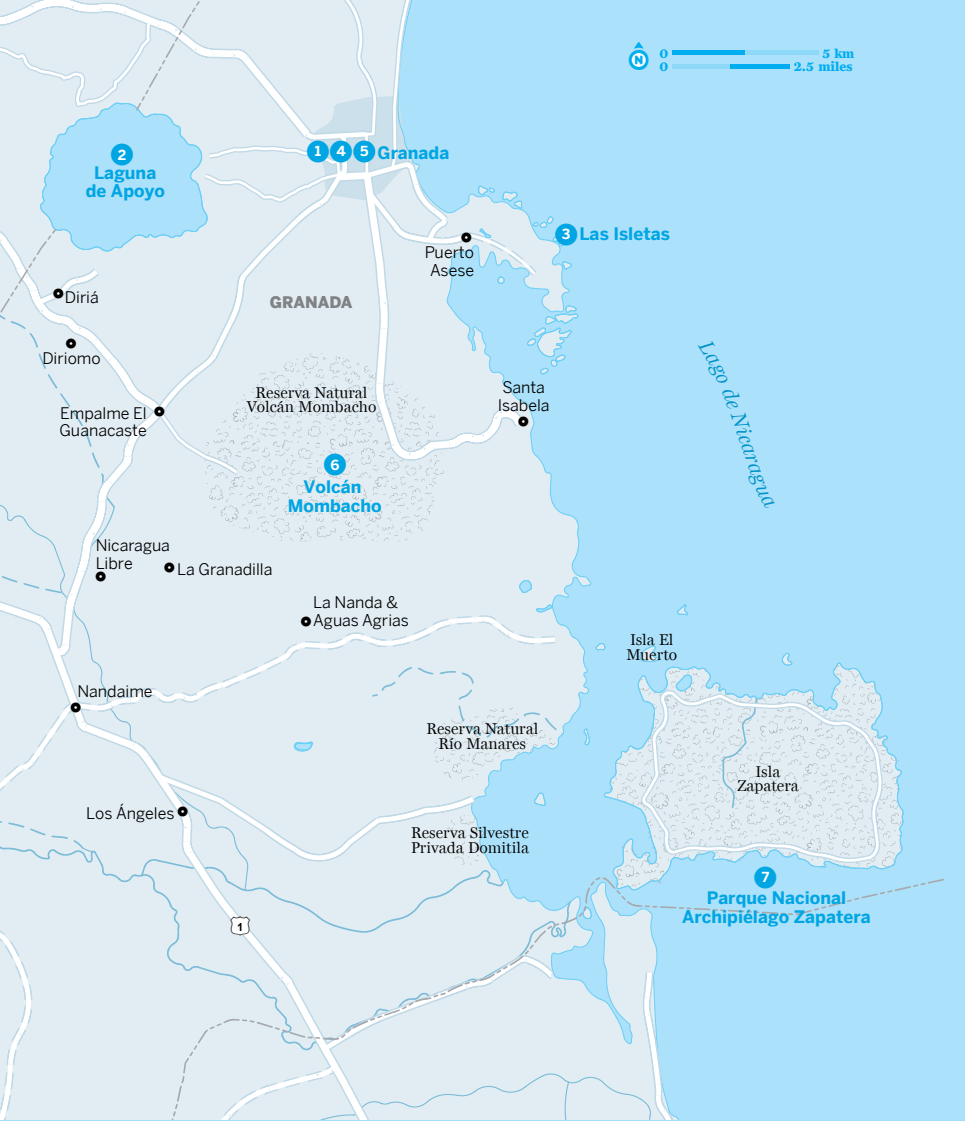 N
0 5 km
0 2.5 miles
1 4 5 Granada
2
Laguna
de Apoyo
3 Las Isletas
Puerto
Asese
Diriá
GRANADA
Diriomo
Lago de Nicaragua
Reserva Natural
Volcán Mombacho
Santa
Isabela
Empalme El
Guanacaste
6
Volcán
Mombacho
Nicaragua
Libre
La Granadilla
La Nanda &
Aguas Agrias
Isla El
Muerto
Nandaime
Reserva Natural
Río Manares
Isla
Zapatera
Los Ángeles
Reserva Silvestre
Privada Domitila
7
Parque Nacional
Archipiélago Zapatera
1